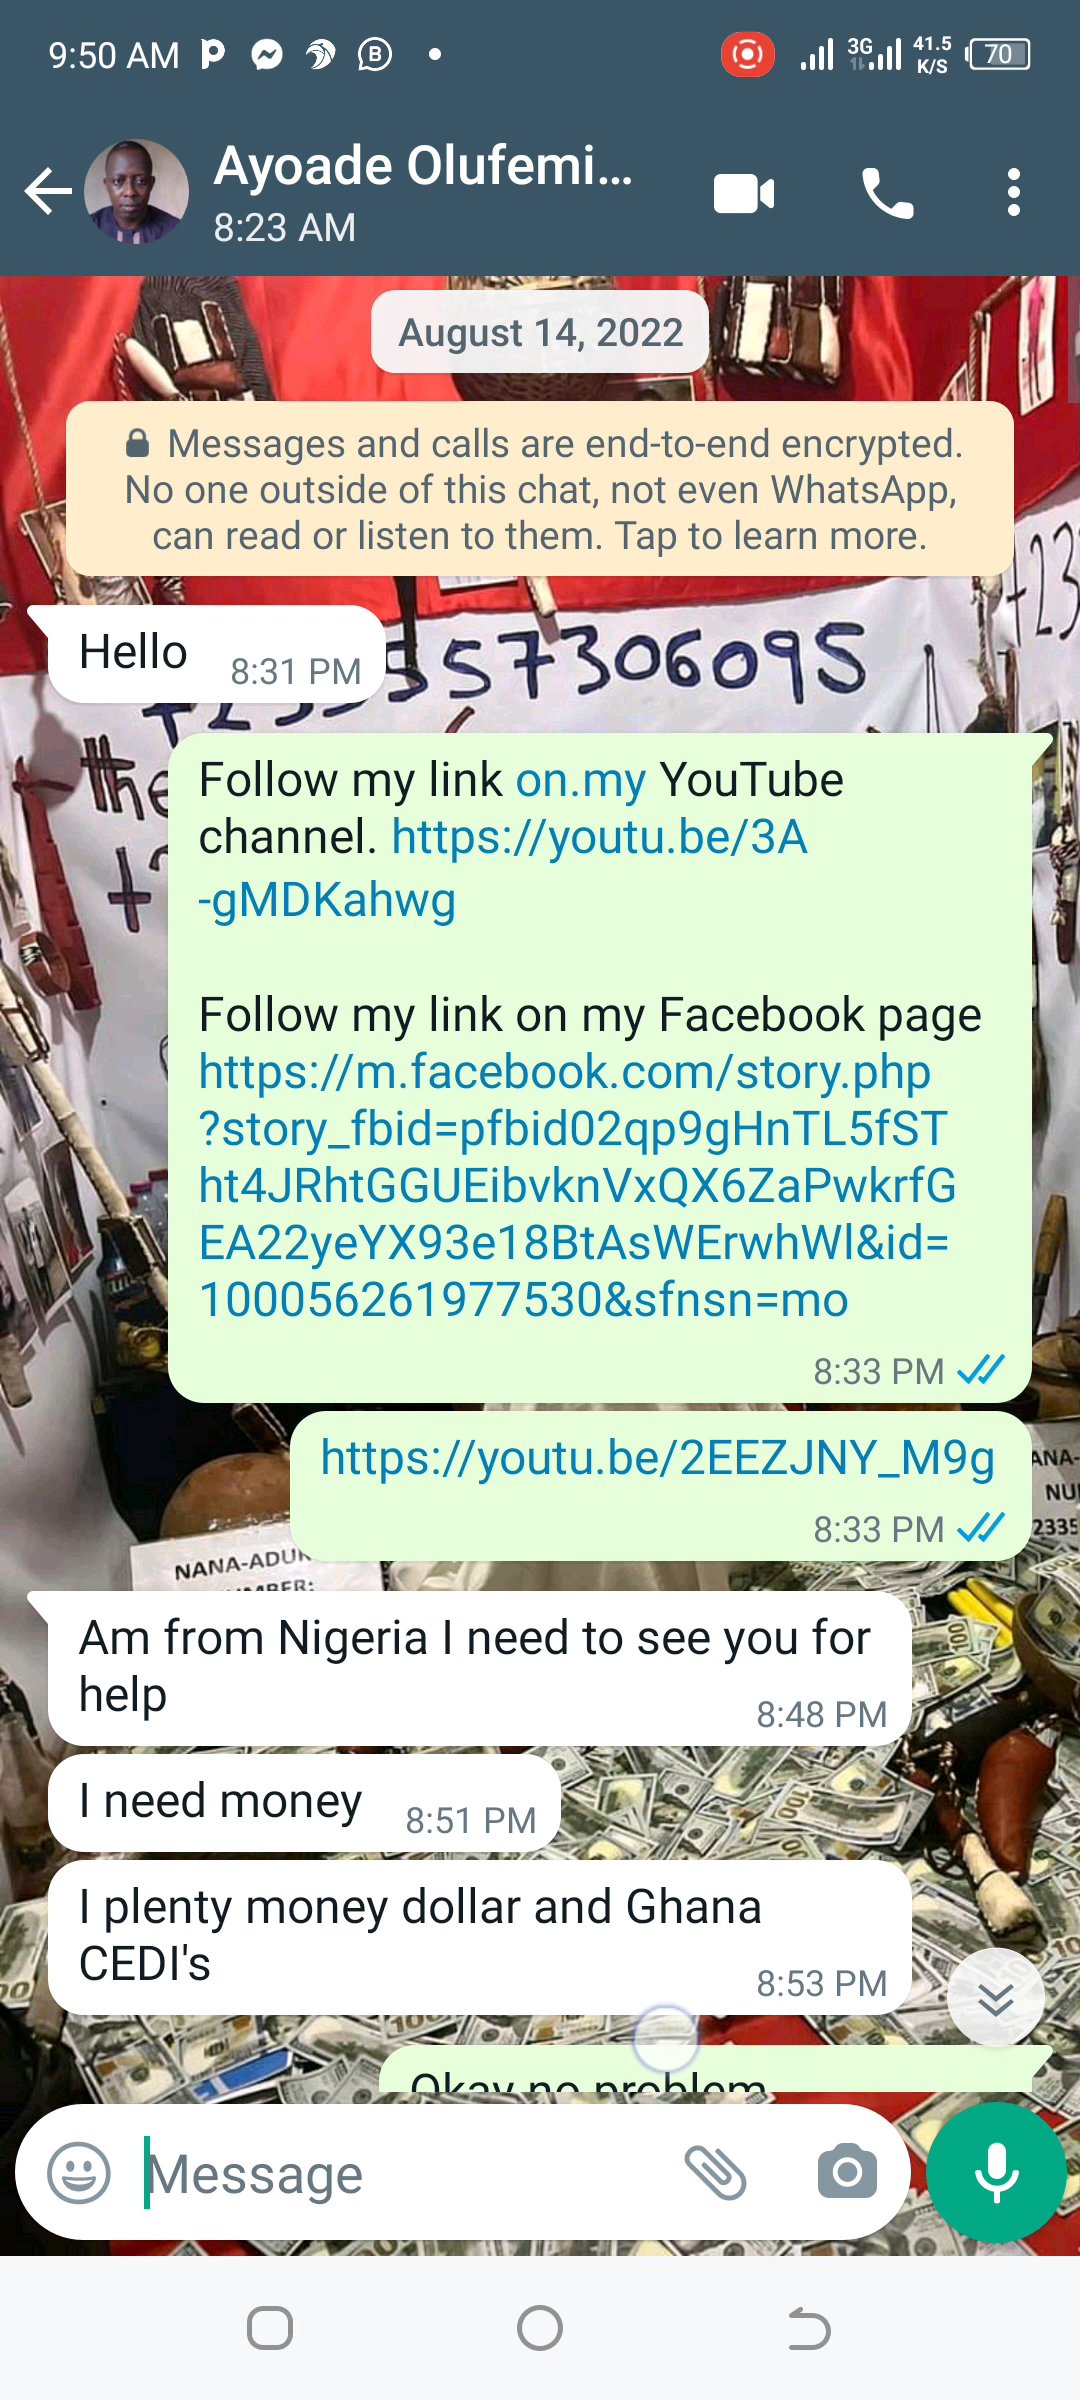 9:50 AM
3G
41.5
K/S
70
Ayoade Olufemi...
8:23 AM
August 14, 2022
Messages and calls are end-to-end encrypted.
No one outside of this chat, not even WhatsApp,
can read or listen to them. Tap to learn more.
Hello
8:31 PM
557306095
+23
the
Follow my link on.my YouTube
channel. https://youtu.be/3A
-gMDKahwg
Follow my link on my Facebook page
https://m.facebook.com/story.php
?story_fbid=pfbid02qp9gHnTL5fST
ht4JRhtGGUEibvknVxQX6ZaPwkrfG
EA22yeYX93e18BtAsWErwhWl&id=
100056261977530&sfnsn=mo
8:33 PM
https://youtu.be/2EEZJNY_M9g
8:33 PM
NANA-ADU
Am from Nigeria I need to see you for
help
8:48 PM
I need money
8:51 PM
I plenty money dollar and Ghana
CEDI's
8:53 PM
Okay no problem
Message